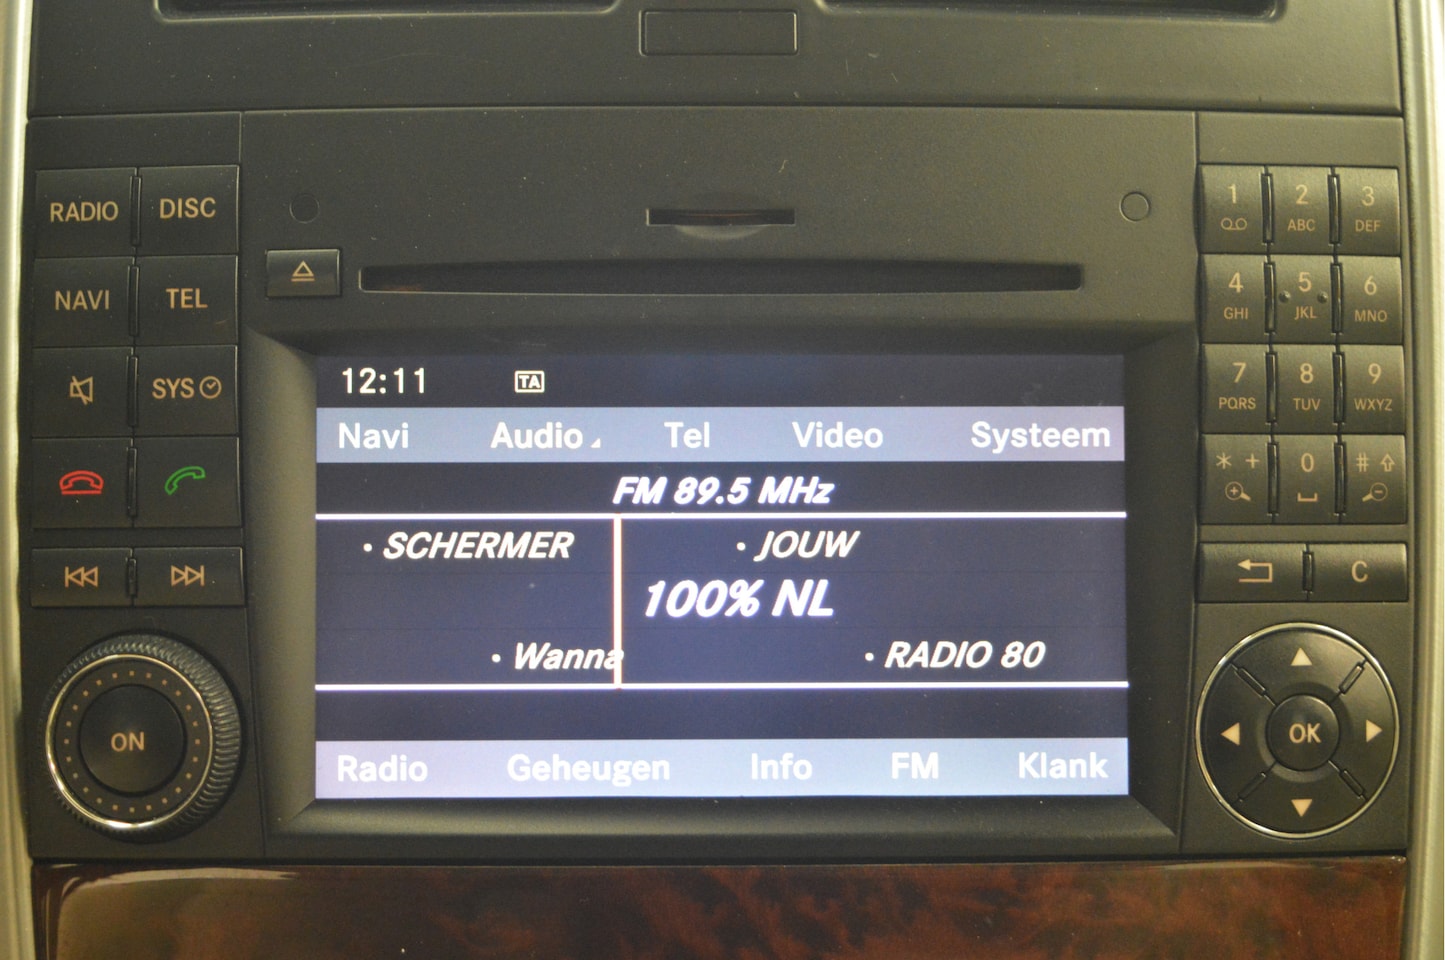 RADIO DISC
NAVI TEL
SYS
ON
1 2 ABC 3 DEF
4 GHI 5 JKL 6 MNO
7 PQRS 8 TUV 9 WXYZ
* + 0 #
C
OK
12:11 TA
Navi Audio Tel Video Systeem
FM 89.5 MHz
• SCHERMER • JOUW
100% NL
• Wanna • RADIO 80
Radio Geheugen Info FM Klank